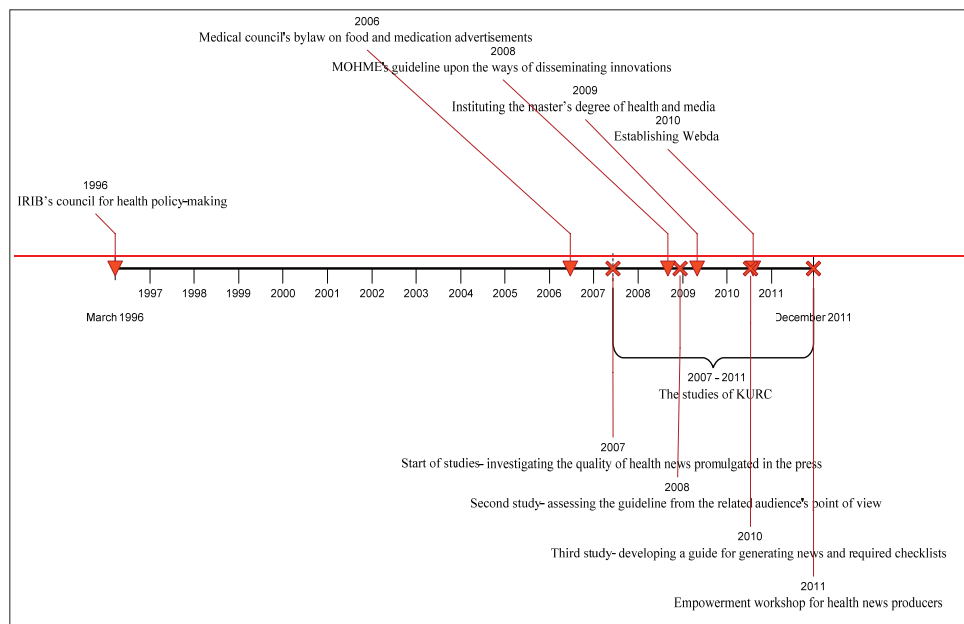 2006
Medical council's bylaw on food and medication advertisements
2008
MOHME's guideline upon the ways of disseminating innovations
2009
Instituting the master's degree of health and media
2010
Establishing Webda
1996
IRIB's council for health policy-making
1997 1998 1999 2000 2001 2002 2003 2004 2005 2006 2007 2008 2009 2010 2011
March 1996 December 2011
2007 - 2011
The studies of KURC
2007
Start of studies- investigating the quality of health news promulgated in the press
2008
Second study- assessing the guideline from the related audience's point of view
2010
Third study- developing a guide for generating news and required checklists
2011
Empowerment workshop for health news producers